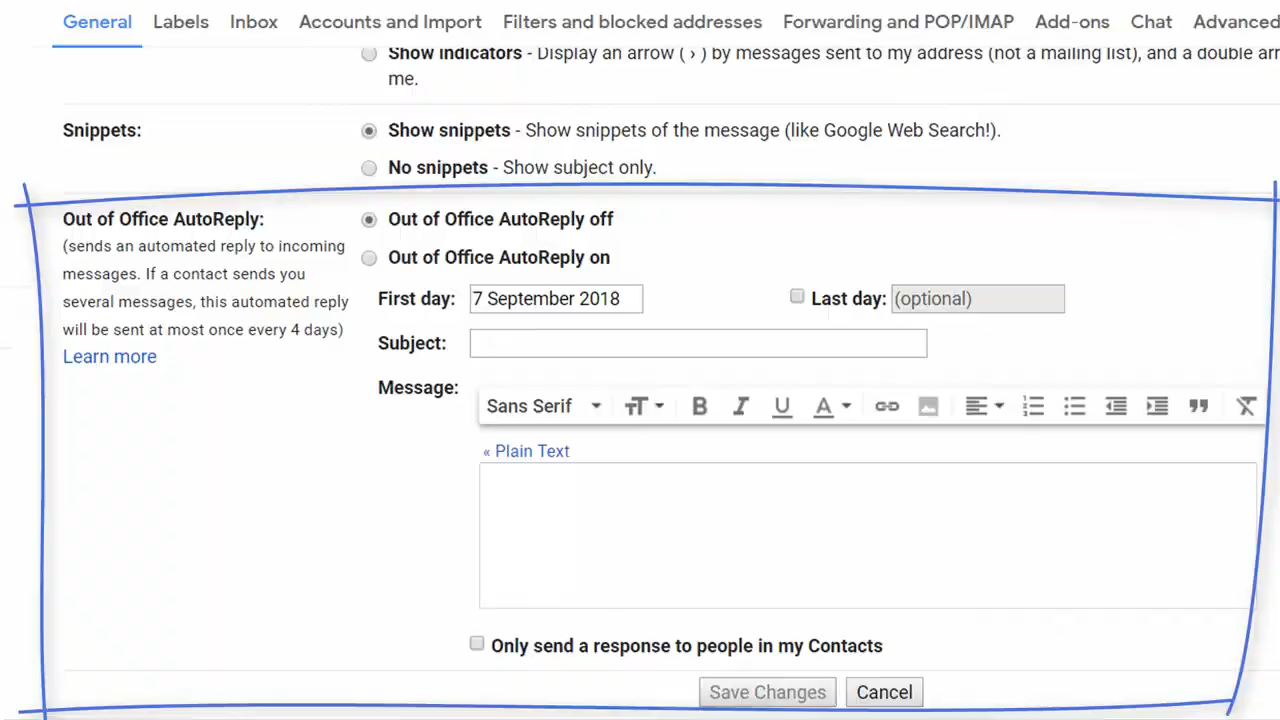 General Labels Inbox Accounts and Import Filters and blocked addresses Forwarding and POP/IMAP Add-ons Chat Advanced
Show indicators - Display an arrow ( › ) by messages sent to my address (not a mailing list), and a double arr
me.
Snippets:
Show snippets - Show snippets of the message (like Google Web Search!).
No snippets - Show subject only.
Out of Office AutoReply:
(sends an automated reply to incoming
messages. If a contact sends you
several messages, this automated reply
will be sent at most once every 4 days)
Learn more
Out of Office AutoReply off
Out of Office AutoReply on
First day: 7 September 2018 Last day: (optional)
Subject:
Message:
Sans Serif
« Plain Text
Only send a response to people in my Contacts
Save Changes Cancel